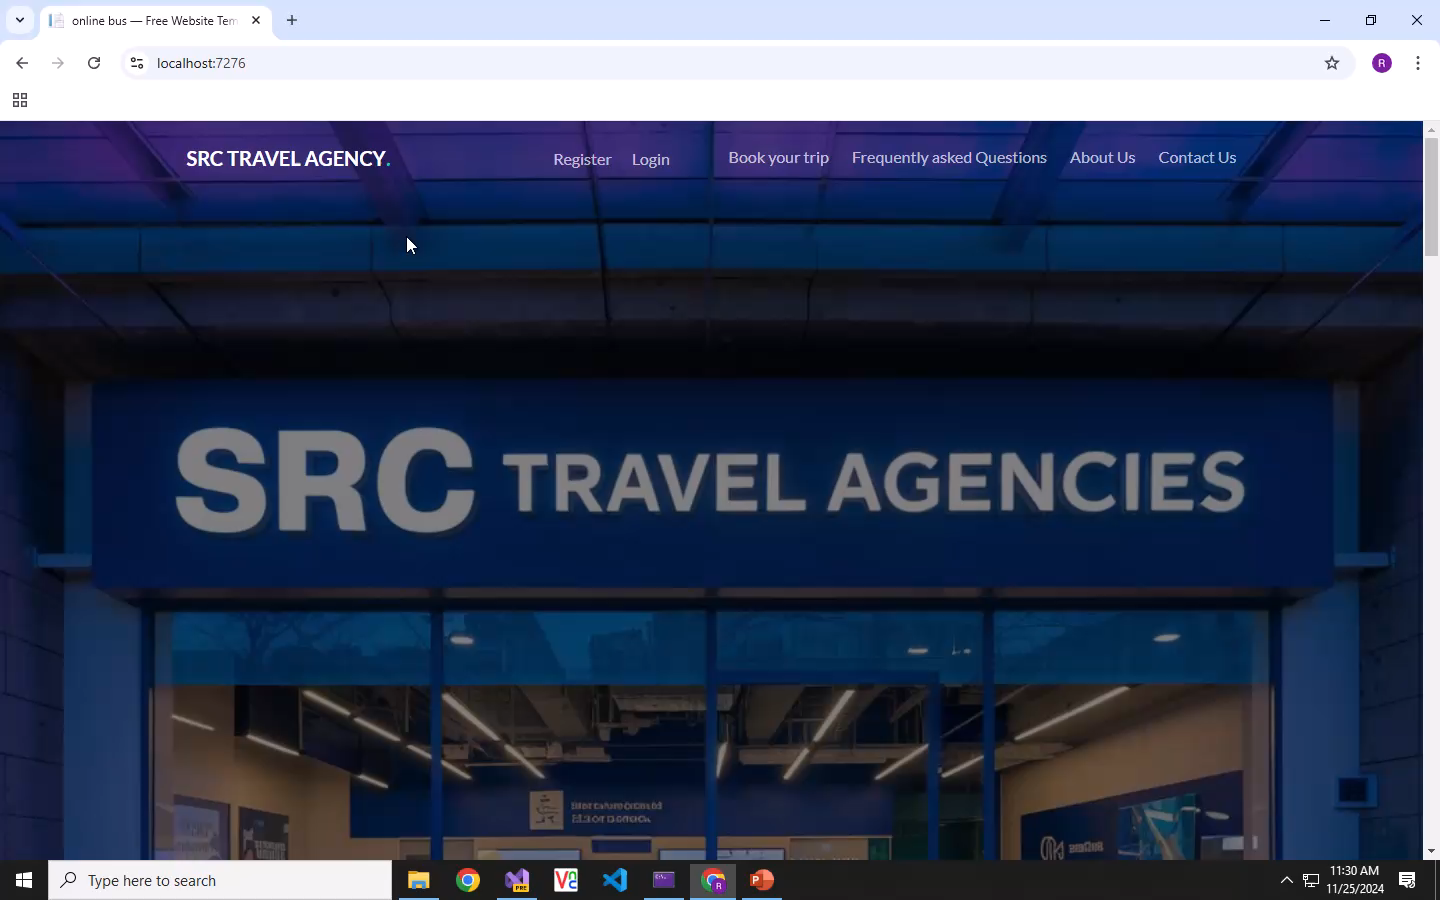 online bus — Free Website Tem
localhost:7276
R
SRC TRAVEL AGENCY.
Register Login Book your trip Frequently asked Questions About Us Contact Us
SRC TRAVEL AGENCIES
Type here to search
PRE
R
P
11:30 AM
11/25/2024